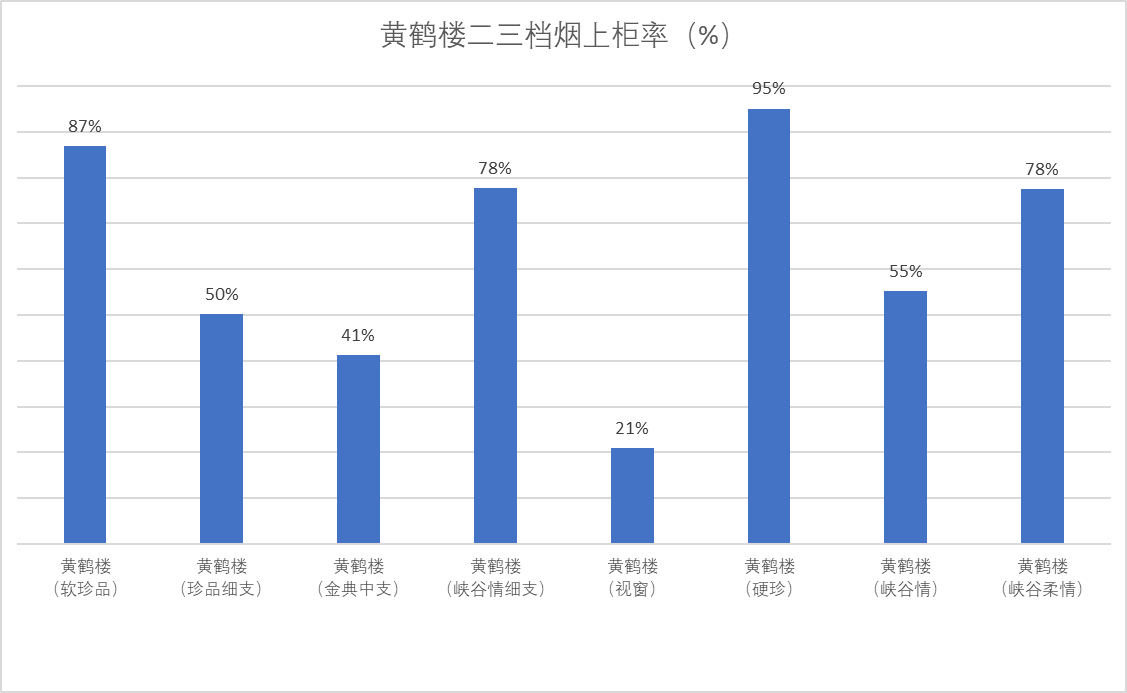 黄鹤楼二三档烟上柜率（%）
87%
50%
41%
78%
21%
95%
55%
78%
黄鹤楼
（软珍品）
黄鹤楼
（珍品细支）
黄鹤楼
（金典中支）
黄鹤楼
（峡谷情细支）
黄鹤楼
（视窗）
黄鹤楼
（硬珍）
黄鹤楼
（峡谷情）
黄鹤楼
（峡谷柔情）